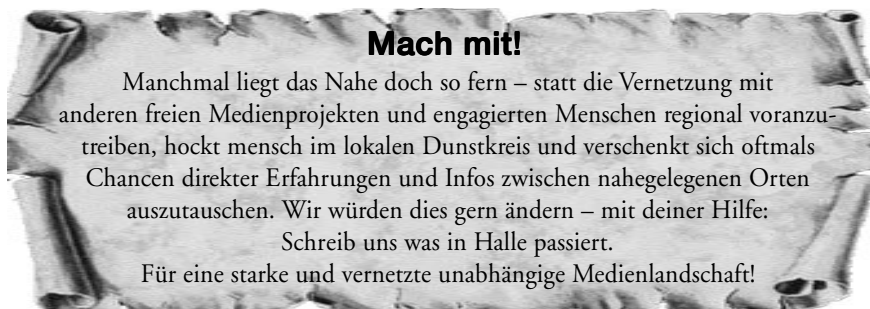 Mach mit!
Manchmal liegt das Nahe doch so fern – statt die Vernetzung mit
anderen freien Medienprojekten und engagierten Menschen regional voranzu-
treiben, hockt mensch im lokalen Dunstkreis und verschenkt sich oftmals
Chancen direkter Erfahrungen und Infos zwischen nahegelegenen Orten
auszutauschen. Wir würden dies gern ändern – mit deiner Hilfe:
Schreib uns was in Halle passiert.
Für eine starke und vernetzte unabhängige Medienlandschaft!